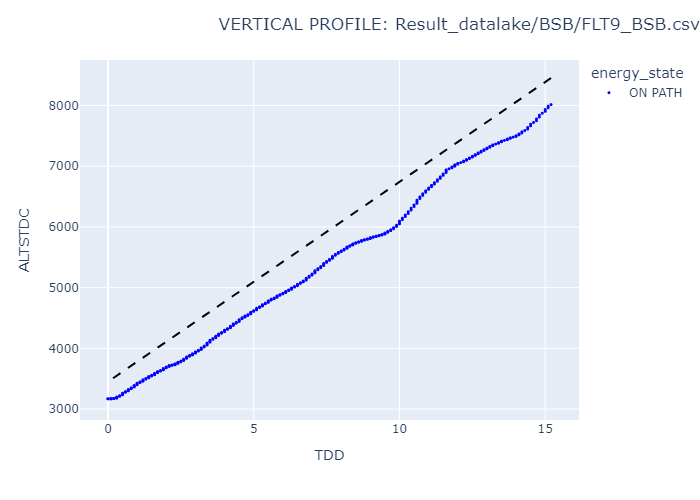 VERTICAL PROFILE: Result_datalake/BSB/FLT9_BSB.csv
energy_state
ON PATH
8000
7000
6000
5000
4000
3000
ALTSTDC
0
5
10
15
TDD